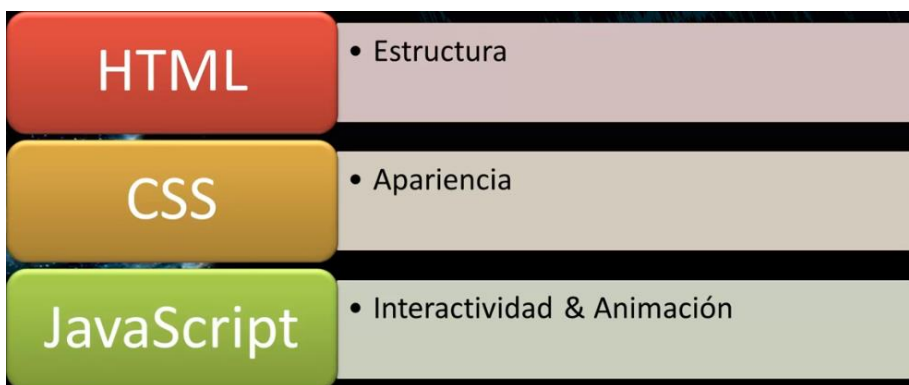 HTML
• Estructura
CSS
• Apariencia
JavaScript
• Interactividad & Animación